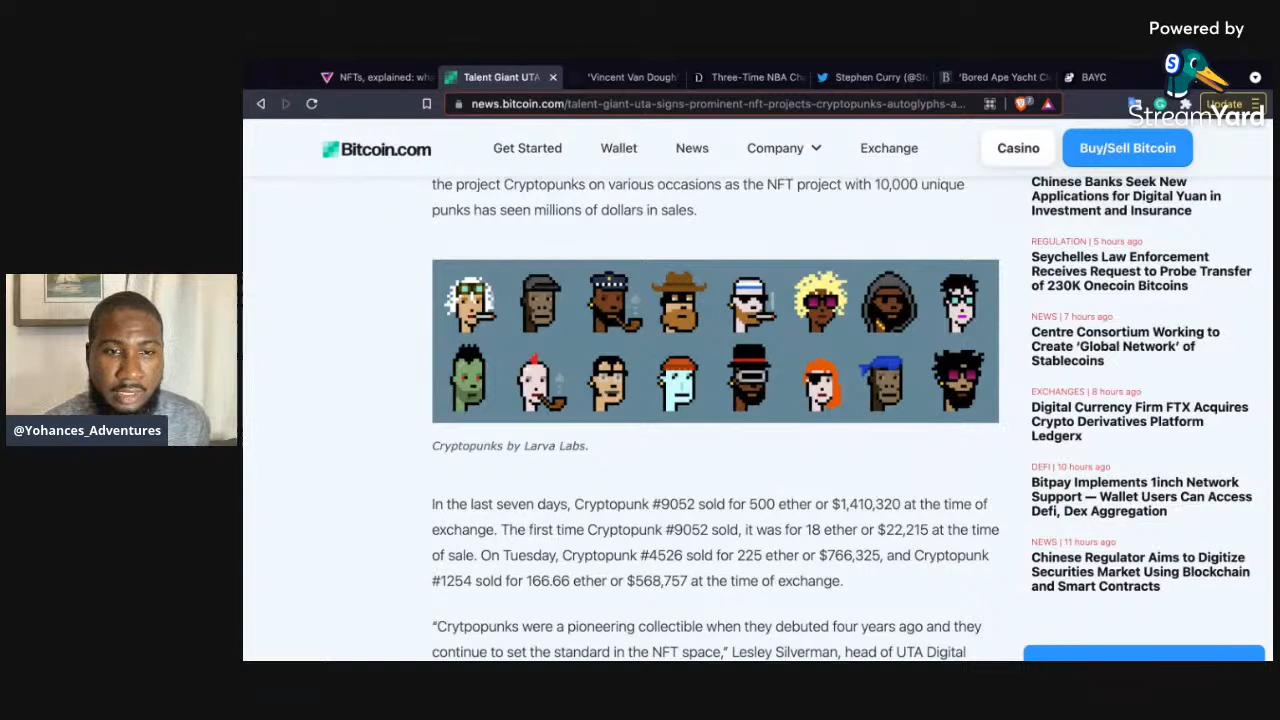 Powered by
S
StreamYard
NFTs, explained: wh
Talent Giant UTA
'Vincent Van Dough'
Three-Time NBA Ch
Stephen Curry (@St
'Bored Ape Yacht C
BAYC
news.bitcoin.com/talent-giant-uta-signs-prominent-nft-projects-cryptopunks-autoglyphs-a...
Update
Bitcoin.com
Get Started
Wallet
News
Company
Exchange
Casino
Buy/Sell Bitcoin
the project Cryptopunks on various occasions as the NFT project with 10,000 unique
punks has seen millions of dollars in sales.
Cryptopunks by Larva Labs.
In the last seven days, Cryptopunk #9052 sold for 500 ether or $1,410,320 at the time of
exchange. The first time Cryptopunk #9052 sold, it was for 18 ether or $22,215 at the time
of sale. On Tuesday, Cryptopunk #4526 sold for 225 ether or $766,325, and Cryptopunk
#1254 sold for 166.66 ether or $568,757 at the time of exchange.
“Crytpopunks were a pioneering collectible when they debuted four years ago and they
continue to set the standard in the NFT space,” Lesley Silverman, head of UTA Digital
Chinese Banks Seek New
Applications for Digital Yuan in
Investment and Insurance
REGULATION | 5 hours ago
Seychelles Law Enforcement
Receives Request to Probe Transfer
of 230K Onecoin Bitcoins
NEWS | 7 hours ago
Centre Consortium Working to
Create ‘Global Network’ of
Stablecoins
EXCHANGES | 8 hours ago
Digital Currency Firm FTX Acquires
Crypto Derivatives Platform
Ledgerx
DEFI | 10 hours ago
Bitpay Implements 1inch Network
Support — Wallet Users Can Access
Defi, Dex Aggregation
NEWS | 11 hours ago
Chinese Regulator Aims to Digitize
Securities Market Using Blockchain
and Smart Contracts
@Yohances_Adventures